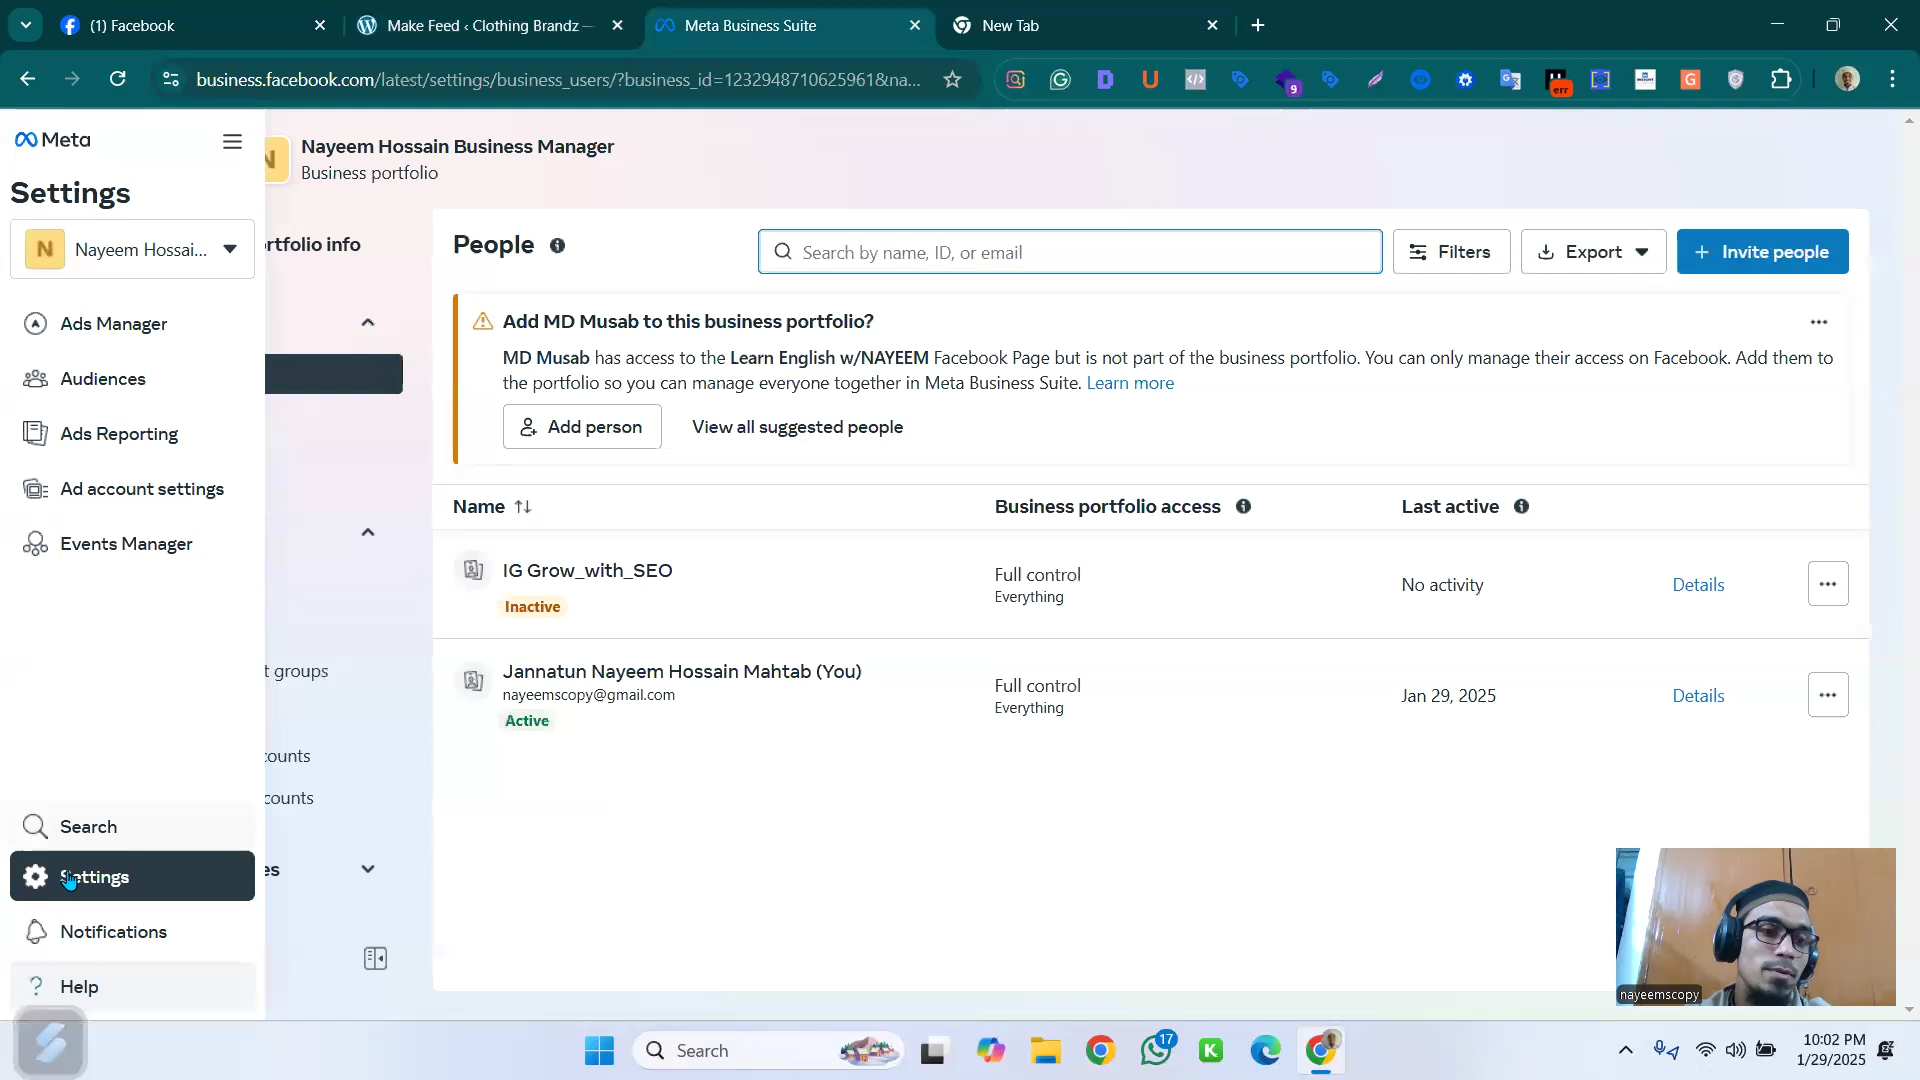 (1) Facebook
Make Feed ‹ Clothing Brandz —
Meta Business Suite
New Tab
business.facebook.com/latest/settings/business_users/?business_id=1232948710625961&na...
9
err
Meta
Settings
N
Nayeem Hossai...
Ads Manager
Audiences
Ads Reporting
Ad account settings
Events Manager
Search
Settings
Notifications
Help
N
Nayeem Hossain Business Manager
Business portfolio
rtfolio info
t groups
counts
counts
es
People
Search by name, ID, or email
Filters
Export
+ Invite people
Add MD Musab to this business portfolio?
MD Musab has access to the Learn English w/NAYEEM Facebook Page but is not part of the business portfolio. You can only manage their access on Facebook. Add them to
the portfolio so you can manage everyone together in Meta Business Suite. Learn more
Add person
View all suggested people
Name
Business portfolio access
Last active
IG Grow_with_SEO
Inactive
Full control
Everything
No activity
Details
Jannatun Nayeem Hossain Mahtab (You)
nayeemscopy@gmail.com
Active
Full control
Everything
Jan 29, 2025
Details
nayeemscopy
Search
17
10:02 PM
1/29/2025